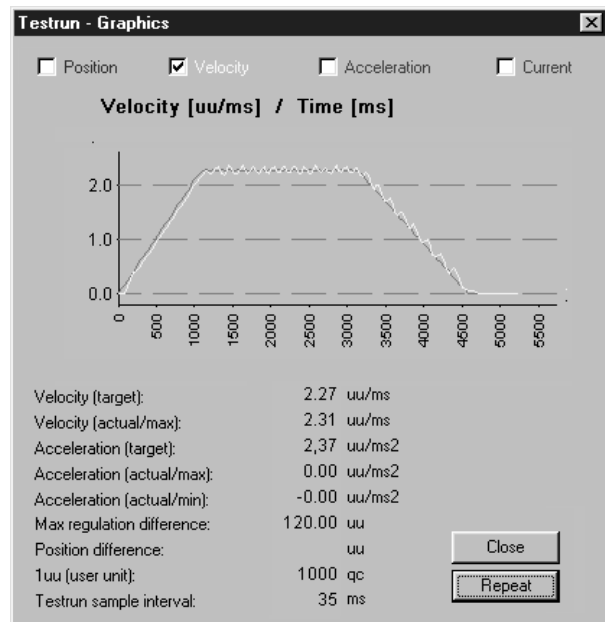 Testrun - Graphics
Position Velocity Acceleration Current
Velocity [uu/ms] / Time [ms]
2.0
1.0
0.0
0 500 1000 1500 2000 2500 3000 3500 4000 4500 5000 5500
Velocity (target): 2.27 uu/ms
Velocity (actual/max): 2.31 uu/ms
Acceleration (target): 2,37 uu/ms2
Acceleration (actual/max): 0.00 uu/ms2
Acceleration (actual/min): -0.00 uu/ms2
Max regulation difference: 120.00 uu
Position difference: uu
Close
1uu (user unit): 1000 qc
Repeat
Testrun sample interval: 35 ms